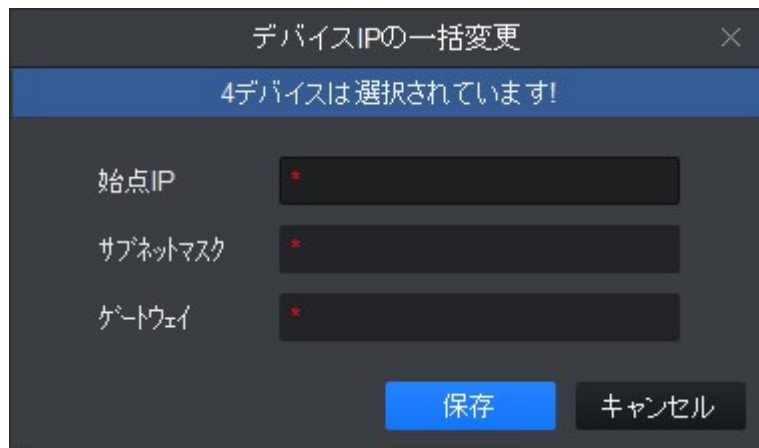 デバイスIPの一括変更
4デバイスは選択されています!
始点IP *
サブネットマスク *
ゲートウェイ *
保存 キャンセル